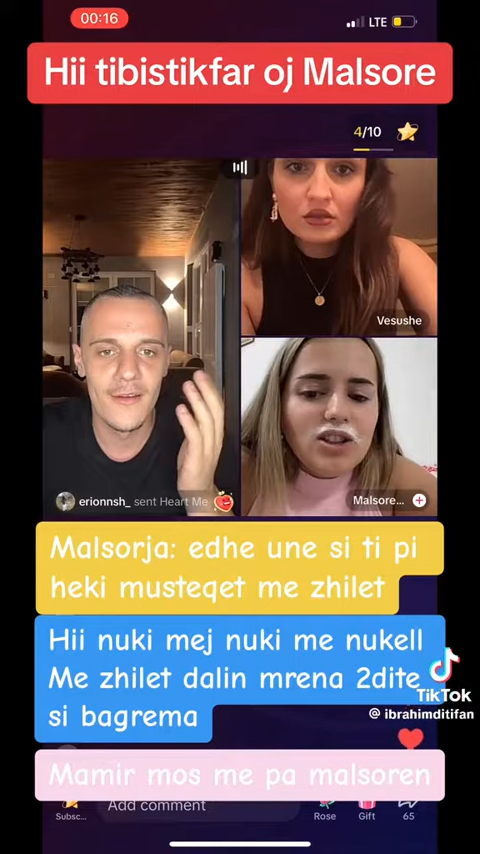 00:16
LTE
Hii tibistikfar oj Malsore
4/10
Vesushe
erionnsh_ sent Heart Me
Malsore...
Malsorja: edhe une si ti pi
heki musteqet me zhilet
Hii nuki mej nuki me nukell
Me zhilet dalin mrena 2dite
si bagrema
TikTok
@ ibrahimditifan
Mamir mos me pa malsoren
Add comment
Subsc...
Rose
Gift
65